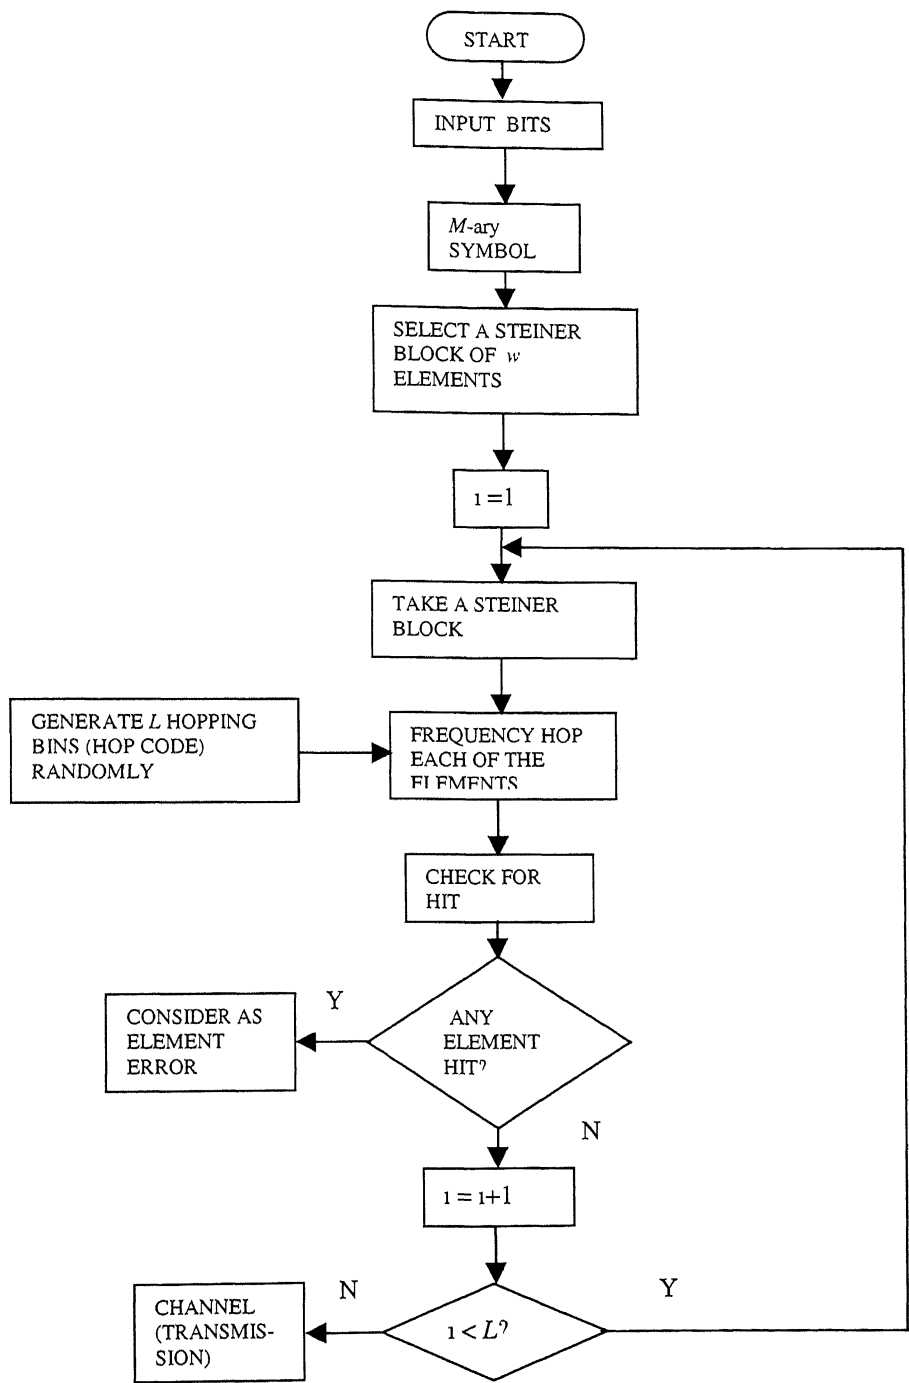 START
INPUT BITS
M-ary
SYMBOL
SELECT A STEINER
BLOCK OF w
ELEMENTS
ı = 1
TAKE A STEINER
BLOCK
GENERATE L HOPPING
BINS (HOP CODE)
RANDOMLY
FREQUENCY HOP
EACH OF THE
ELEMENTS
CHECK FOR
HIT
Y
CONSIDER AS
ELEMENT
ERROR
ANY
ELEMENT
HIT?
N
ı = ı+1
N
Y
CHANNEL
(TRANSMIS-
SION)
ı < L?